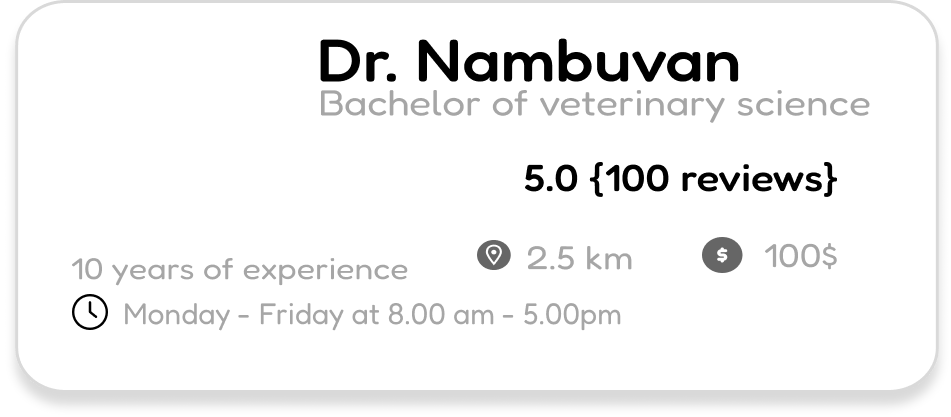 Dr. Nambuvan
Bachelor of veterinary science
5.0 {100 reviews}
10 years of experience
2.5 km
$ 100$
Monday - Friday at 8.00 am - 5.00pm